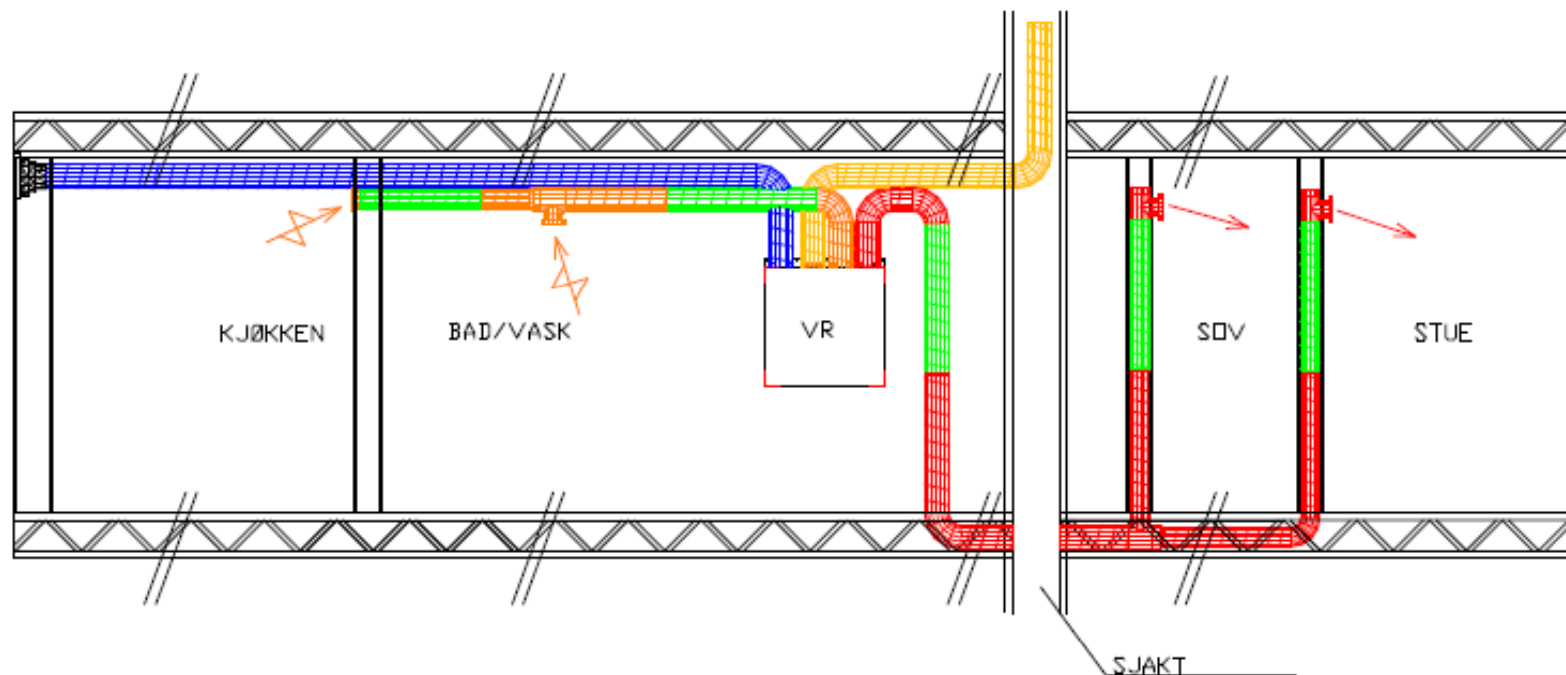 KJØKKEN
BAD/VASK
VR
SOV
STUE
SJAKT